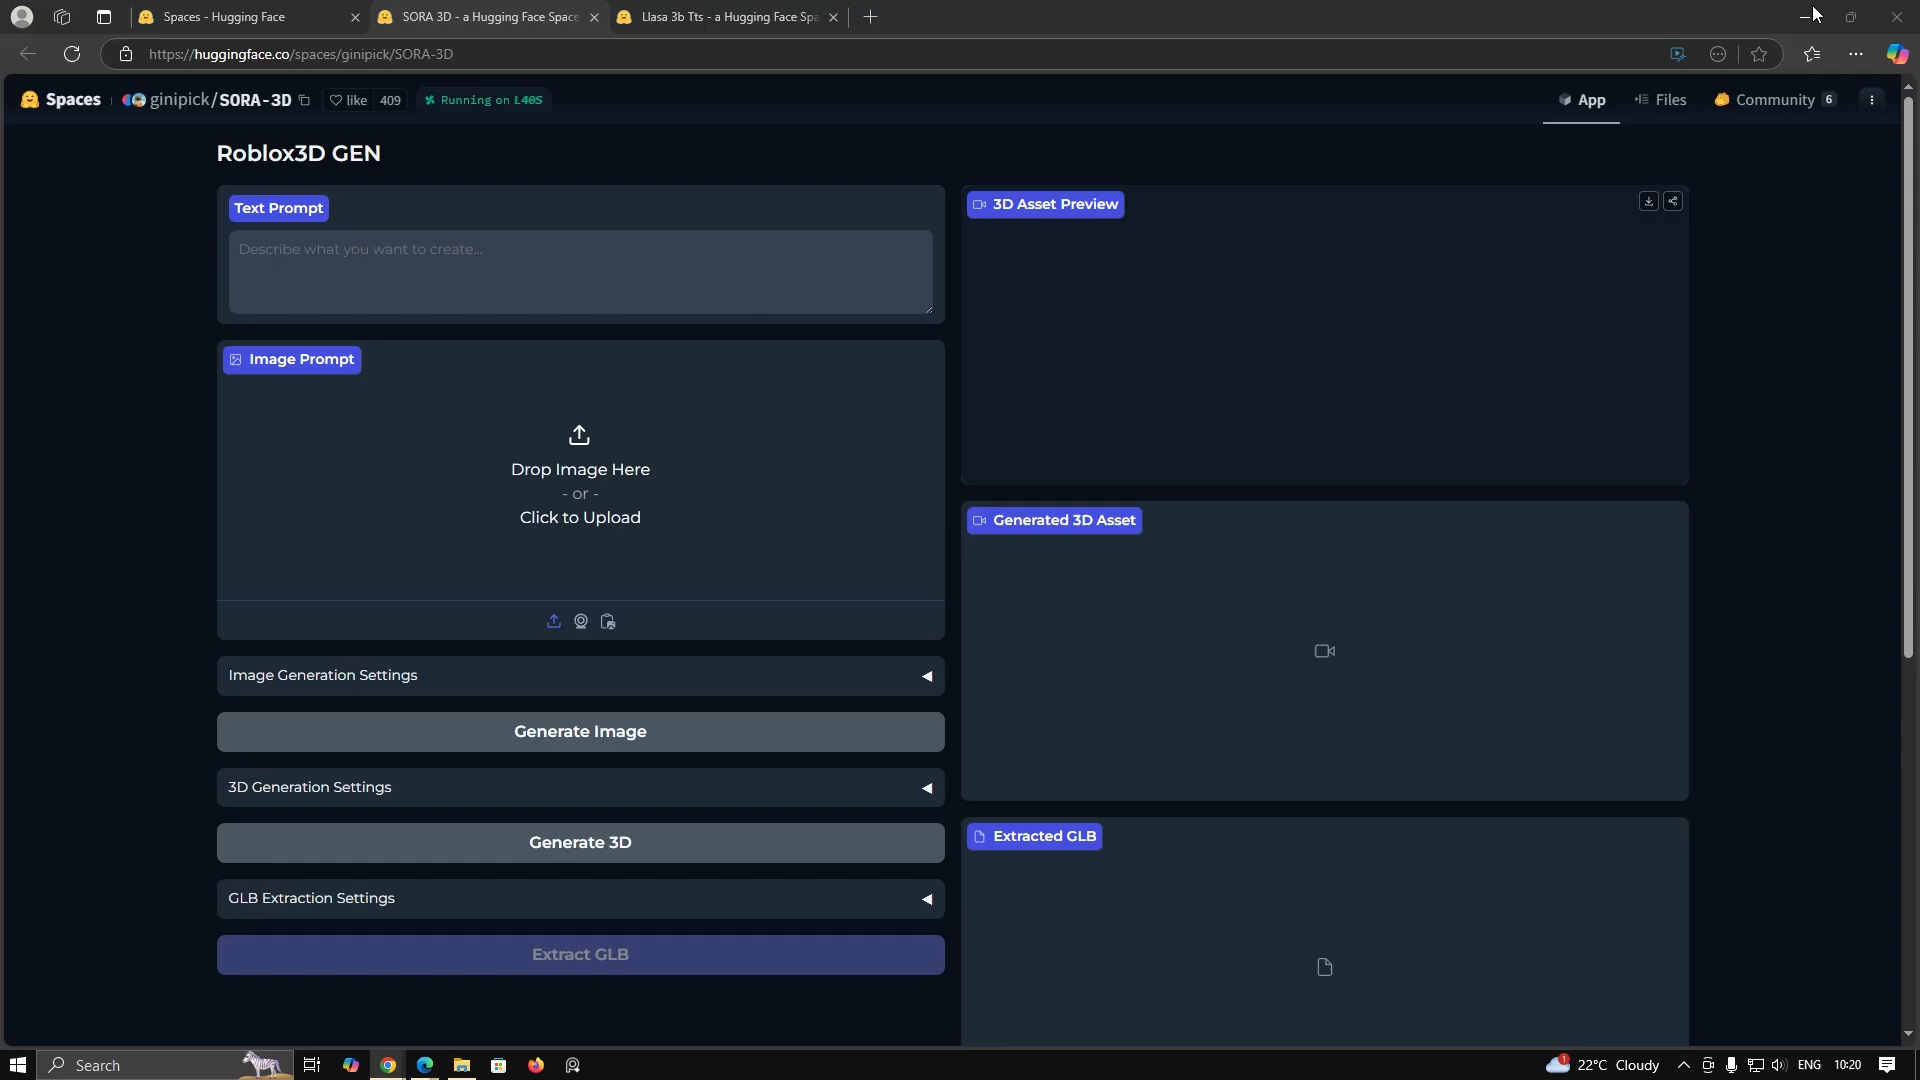 Spaces - Hugging Face
SORA 3D - a Hugging Face Space
Llasa 3b Tts - a Hugging Face Spa
https://huggingface.co/spaces/ginipick/SORA-3D
Spaces
ginipick/SORA-3D
like 409
Running on L40S
App
Files
Community 6
Roblox3D GEN
Text Prompt
Describe what you want to create...
Image Prompt
Drop Image Here
- or -
Click to Upload
Image Generation Settings
Generate Image
3D Generation Settings
Generate 3D
GLB Extraction Settings
Extract GLB
3D Asset Preview
Generated 3D Asset
Extracted GLB
Search
1
22°C Cloudy
ENG
10:20